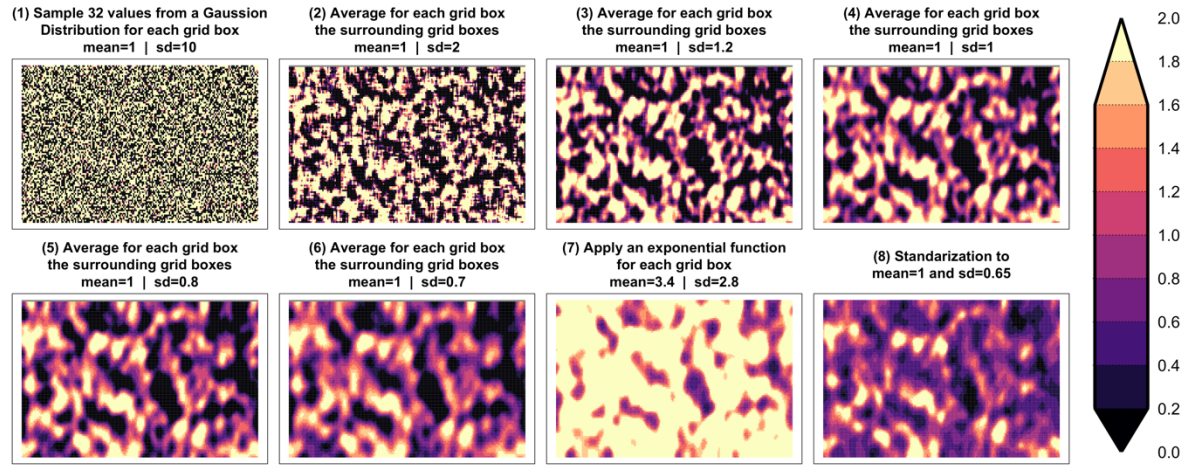 (1) Sample 32 values from a Gaussian
Distribution for each grid box
mean=1 | sd=10
(2) Average for each grid box
the surrounding grid boxes
mean=1 | sd=2
(3) Average for each grid box
the surrounding grid boxes
mean=1 | sd=1.2
(4) Average for each grid box
the surrounding grid boxes
mean=1 | sd=1
(5) Average for each grid box
the surrounding grid boxes
mean=1 | sd=0.8
(6) Average for each grid box
the surrounding grid boxes
mean=1 | sd=0.7
(7) Apply an exponential function
for each grid box
mean=3.4 | sd=2.8
(8) Standarization to
mean=1 and sd=0.65
2.0
1.8
1.6
1.4
1.2
1.0
0.8
0.6
0.4
0.2
0.0